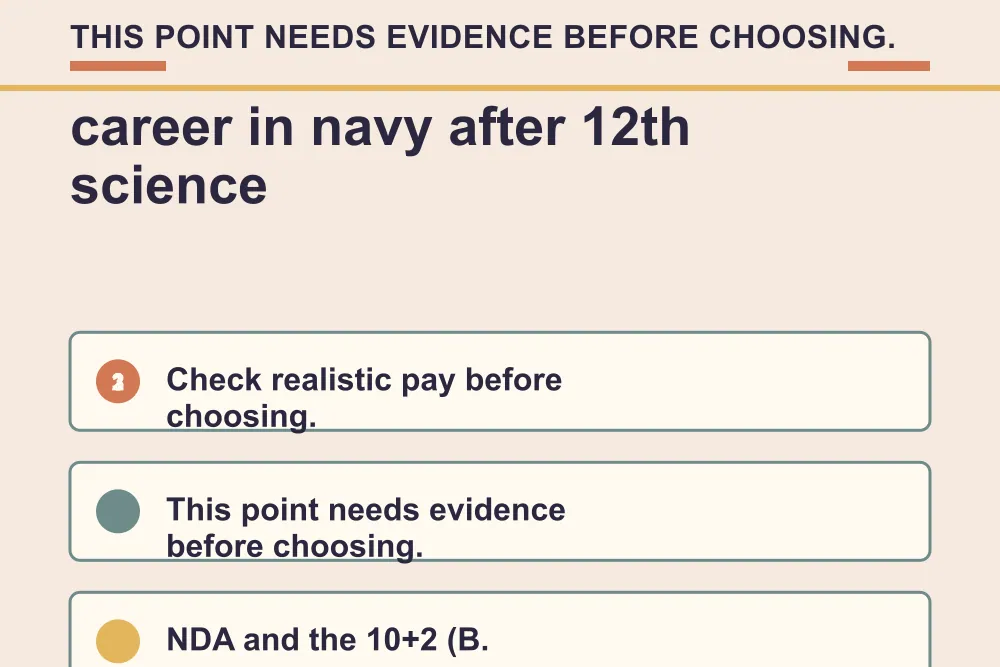 THIS POINT NEEDS EVIDENCE BEFORE CHOOSING.
career in navy after 12th
science
Check realistic pay before
choosing.
This point needs evidence
before choosing.
NDA and the 10+2 (B.